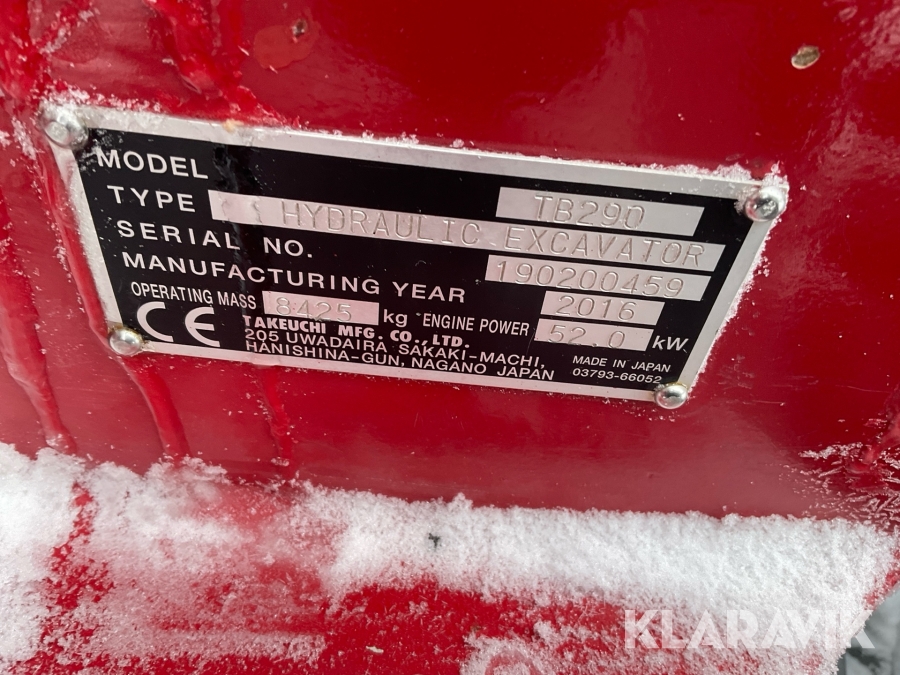 MODEL TB290
TYPE HYDRAULIC EXCAVATOR
SERIAL NO. 190200459
MANUFACTURING YEAR 2016
OPERATING MASS 8425 kg ENGINE POWER 52.0 kW
CE TAKEUCHI MFG. CO., LTD.
205 UWADAIRA, SAKAKI-MACHI,
HANISHINA-GUN, NAGANO JAPAN
MADE IN JAPAN
03793-66052
KLARAVIK